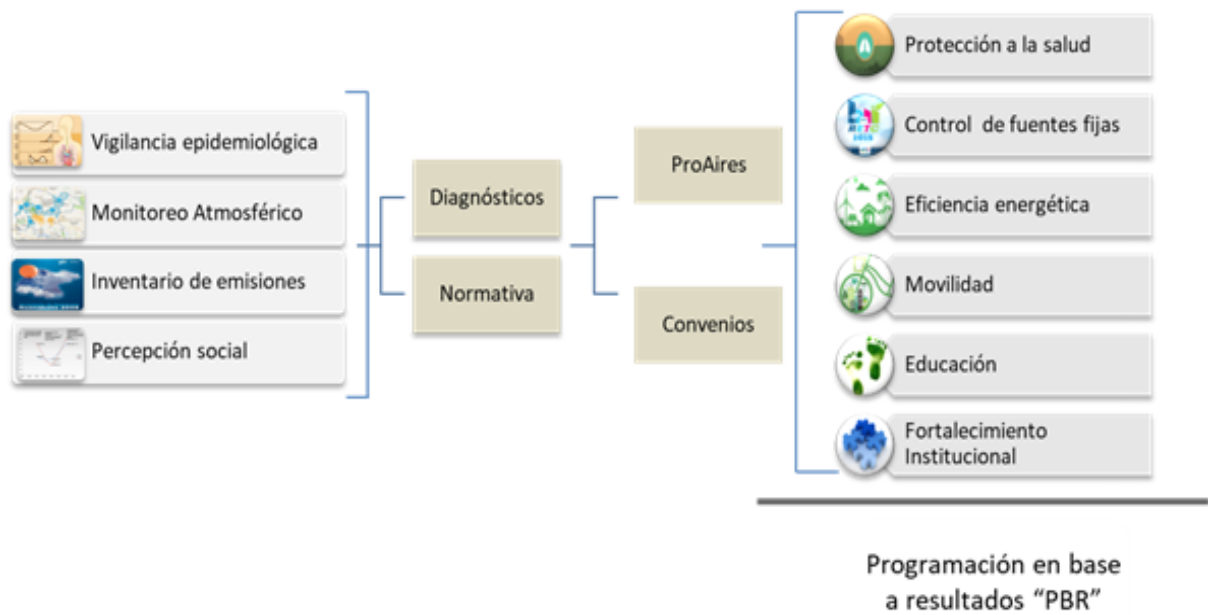 Vigilancia epidemiológica
Monitoreo Atmosférico
Inventario de emisiones
Percepción social
Diagnósticos
Normativa
ProAires
Convenios
Protección a la salud
Control de fuentes fijas
Eficiencia energética
Movilidad
Educación
Fortalecimiento
Institucional
Programación en base
a resultados “PBR”